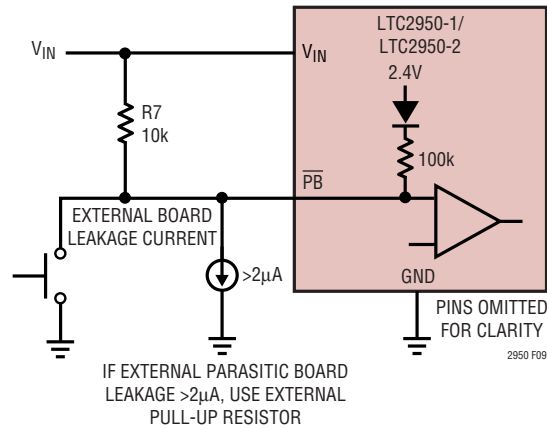 LTC2950-1/
LTC2950-2
V_IN
V_IN
2.4V
R7
10k
100k
P̅B̅
EXTERNAL BOARD
LEAKAGE CURRENT
>2µA
GND
PINS OMITTED
FOR CLARITY
2950 F09
IF EXTERNAL PARASITIC BOARD
LEAKAGE >2µA, USE EXTERNAL
PULL-UP RESISTOR